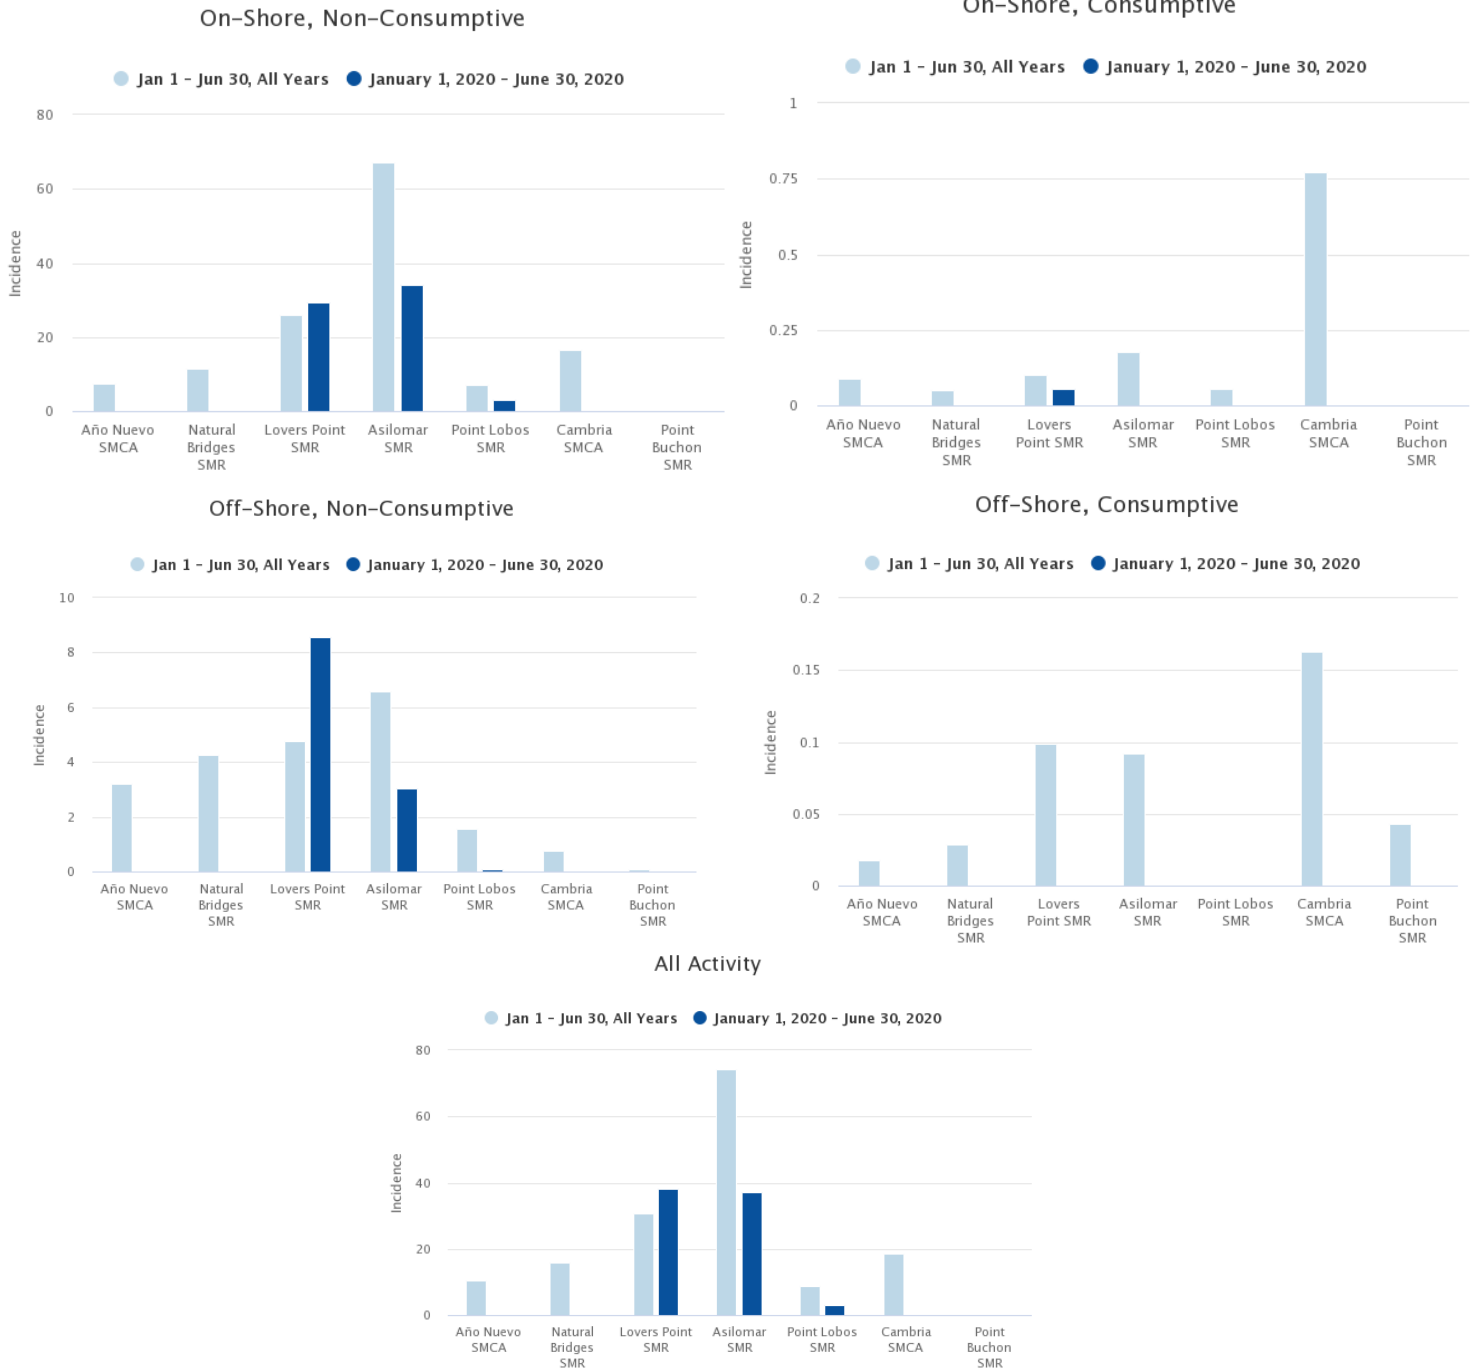 On-Shore, Non-Consumptive
Jan 1 - Jun 30, All Years January 1, 2020 - June 30, 2020
80
60
40
20
0
Incidence
Año Nuevo SMCA
Natural Bridges SMR
Lovers Point SMR
Asilomar SMR
Point Lobos SMR
Cambria SMCA
Point Buchon SMR
On-Shore, Consumptive
Jan 1 - Jun 30, All Years January 1, 2020 - June 30, 2020
1
0.75
0.5
0.25
0
Incidence
Año Nuevo SMCA
Natural Bridges SMR
Lovers Point SMR
Asilomar SMR
Point Lobos SMR
Cambria SMCA
Point Buchon SMR
Off-Shore, Non-Consumptive
Jan 1 - Jun 30, All Years January 1, 2020 - June 30, 2020
10
8
6
4
2
0
Incidence
Año Nuevo SMCA
Natural Bridges SMR
Lovers Point SMR
Asilomar SMR
Point Lobos SMR
Cambria SMCA
Point Buchon SMR
Off-Shore, Consumptive
Jan 1 - Jun 30, All Years January 1, 2020 - June 30, 2020
0.2
0.15
0.1
0.05
0
Incidence
Año Nuevo SMCA
Natural Bridges SMR
Lovers Point SMR
Asilomar SMR
Point Lobos SMR
Cambria SMCA
Point Buchon SMR
All Activity
Jan 1 - Jun 30, All Years January 1, 2020 - June 30, 2020
80
60
40
20
0
Incidence
Año Nuevo SMCA
Natural Bridges SMR
Lovers Point SMR
Asilomar SMR
Point Lobos SMR
Cambria SMCA
Point Buchon SMR